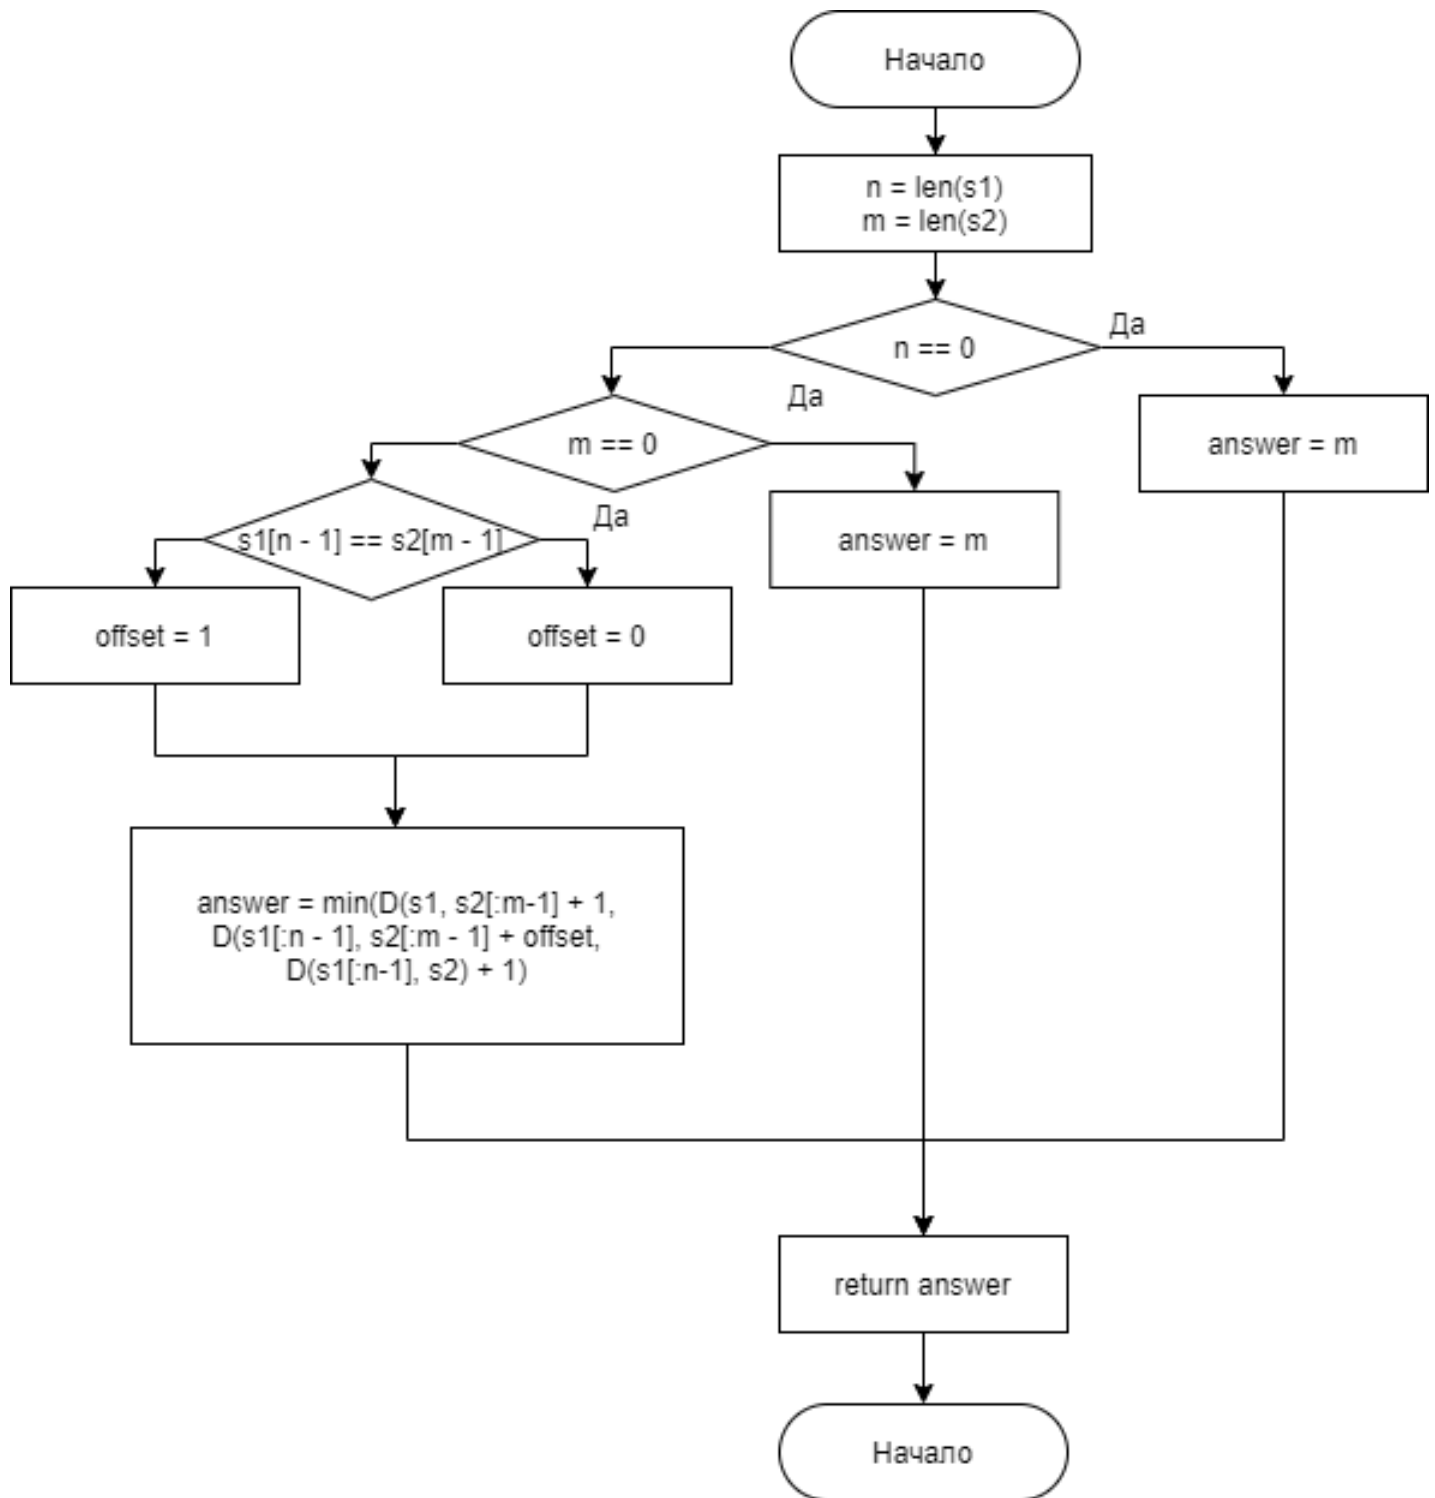 Начало
n = len(s1)
m = len(s2)
n == 0
Да
Да
m == 0
answer = m
s1[n - 1] == s2[m - 1]
Да
answer = m
offset = 1
offset = 0
answer = min(D(s1, s2[:m-1] + 1,
D(s1[:n - 1], s2[:m - 1] + offset,
D(s1[:n-1], s2) + 1)
return answer
Начало